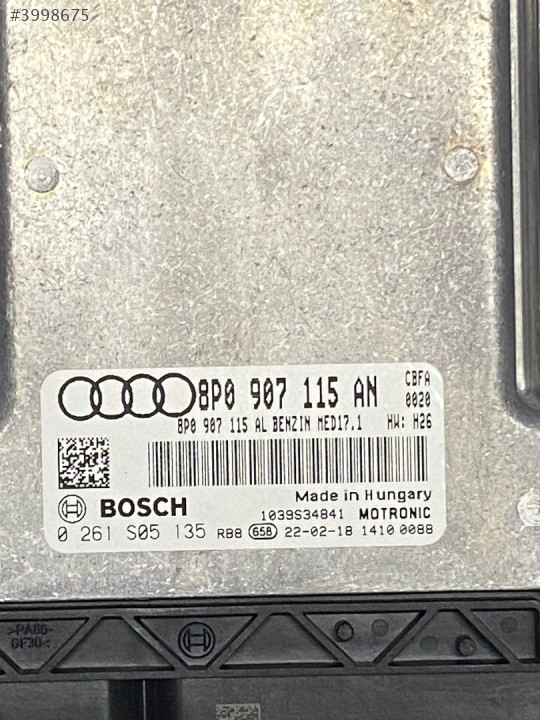 #3998675
8P0 907 115 AN CBFA
0020
8P0 907 115 AL BENZIN MED17.1 HW: H26
Made in Hungary
BOSCH 1039S34841 MOTRONIC
0 261 S05 135 RBB 658 22-02-18 1410 0088
>PA66-
GF30<